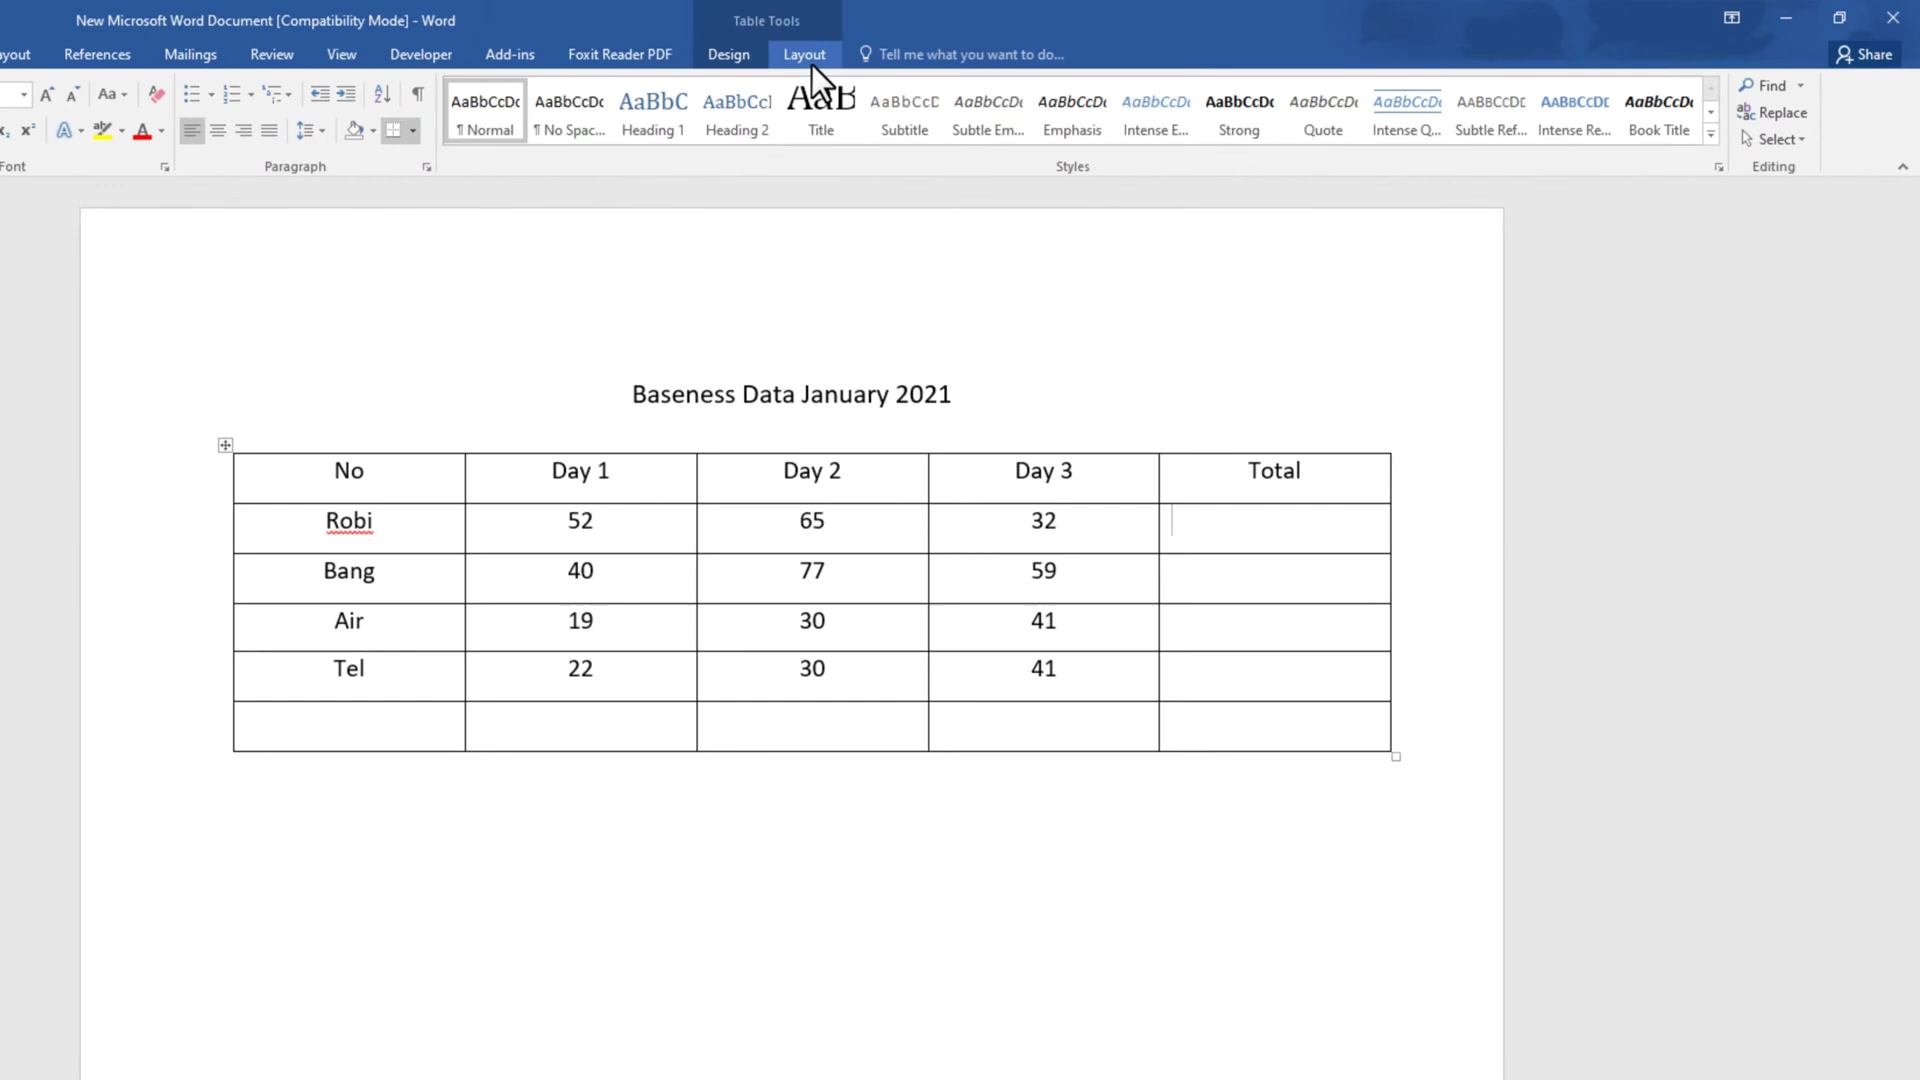 New Microsoft Word Document [Compatibility Mode] - Word
Table Tools
ayout References Mailings Review View Developer Add-ins Foxit Reader PDF Design Layout Tell me what you want to do... Share
Aa
AaBbCcDc AaBbCcDc AaBbC AaBbCcl AaB AaBbCcD AaBbCcDc AaBbCcDc AaBbCcDc AaBbCcDc AaBbCcDc AaBbCcDc AABBCCDC AABBCCDC AaBbCcDc
¶ Normal ¶ No Spac... Heading 1 Heading 2 Title Subtitle Subtle Em... Emphasis Intense E... Strong Quote Intense Q... Subtle Ref... Intense Re... Book Title
Find
Replace
Select
Font Paragraph Styles Editing
Baseness Data January 2021
No Day 1 Day 2 Day 3 Total
Robi 52 65 32
Bang 40 77 59
Air 19 30 41
Tel 22 30 41